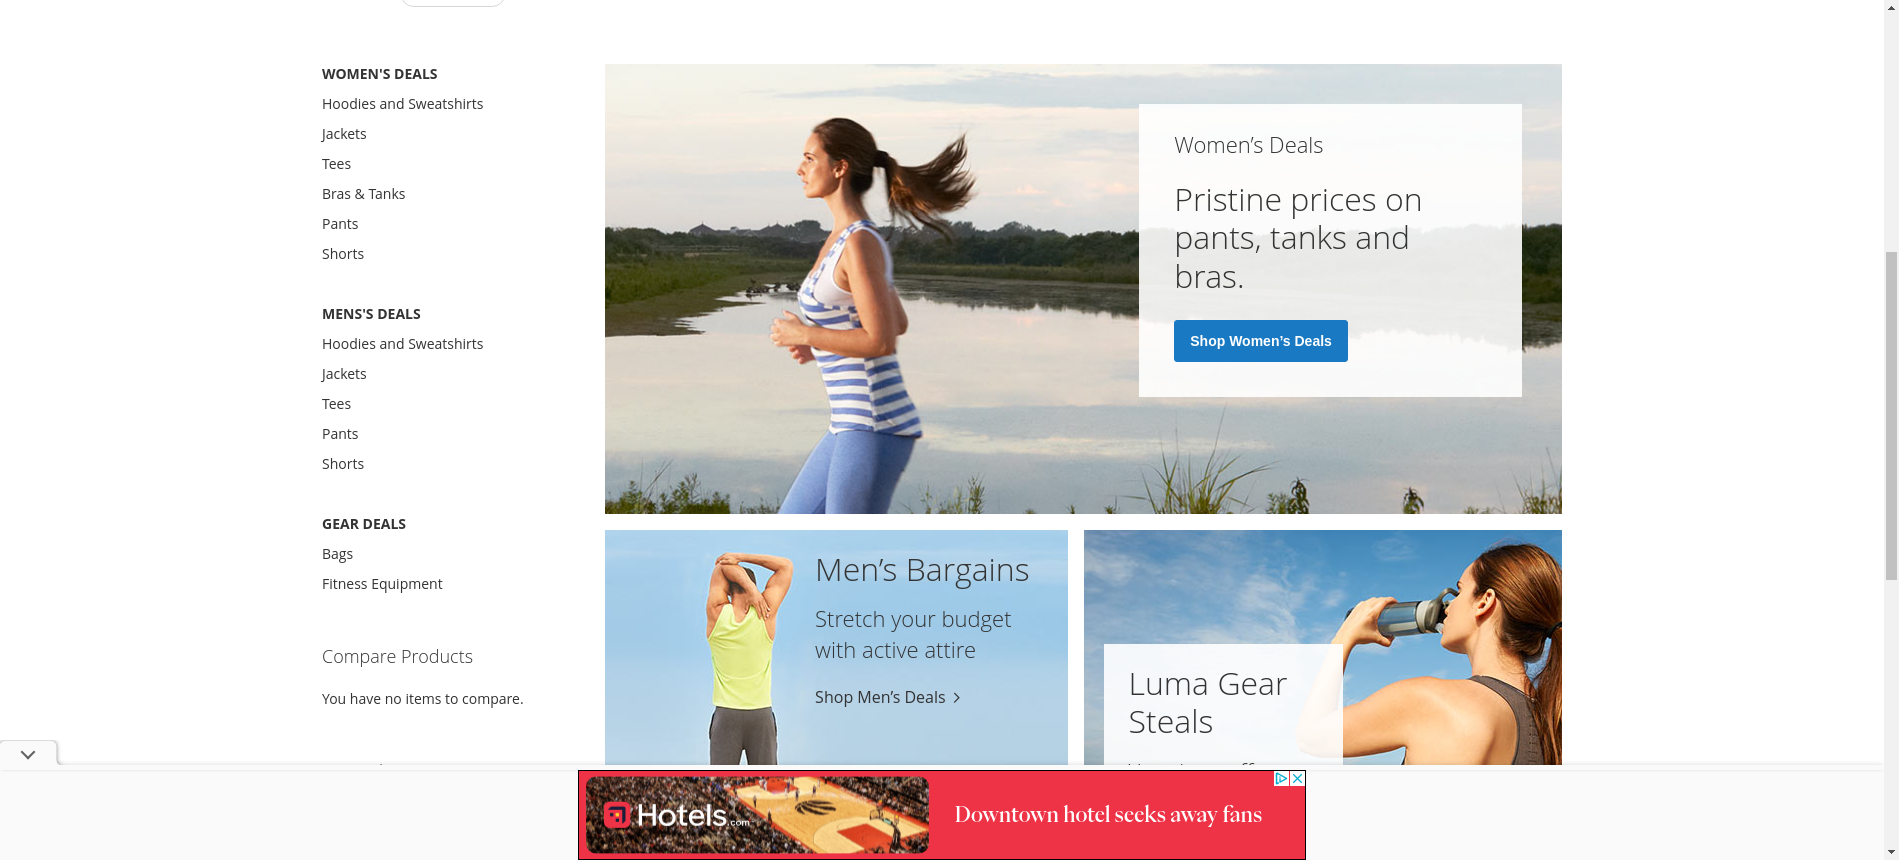 WOMEN'S DEALS
Hoodies and Sweatshirts
Jackets
Tees
Bras & Tanks
Pants
Shorts
MENS'S DEALS
Hoodies and Sweatshirts
Jackets
Tees
Pants
Shorts
GEAR DEALS
Bags
Fitness Equipment
Compare Products
You have no items to compare.
Women’s Deals
Pristine prices on
pants, tanks and
bras.
Shop Women’s Deals
Men’s Bargains
Stretch your budget
with active attire
Shop Men’s Deals
Luma Gear
Steals
Hotels.com
Downtown hotel seeks away fans